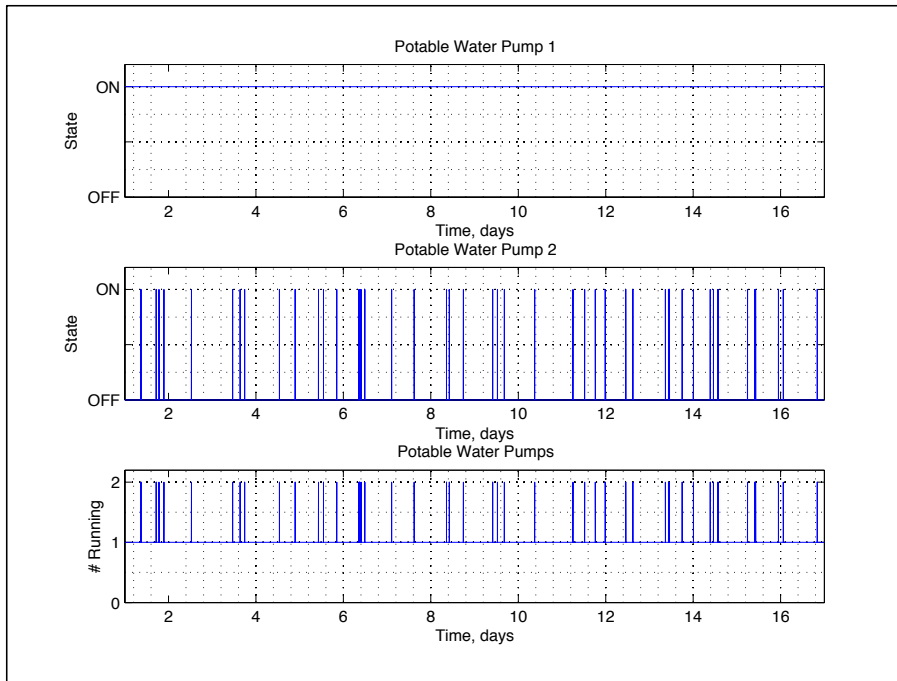 Potable Water Pump 1
ON
State
OFF
2 4 6 8 10 12 14 16
Time, days
Potable Water Pump 2
ON
State
OFF
2 4 6 8 10 12 14 16
Time, days
Potable Water Pumps
2
1
# Running
0
2 4 6 8 10 12 14 16
Time, days